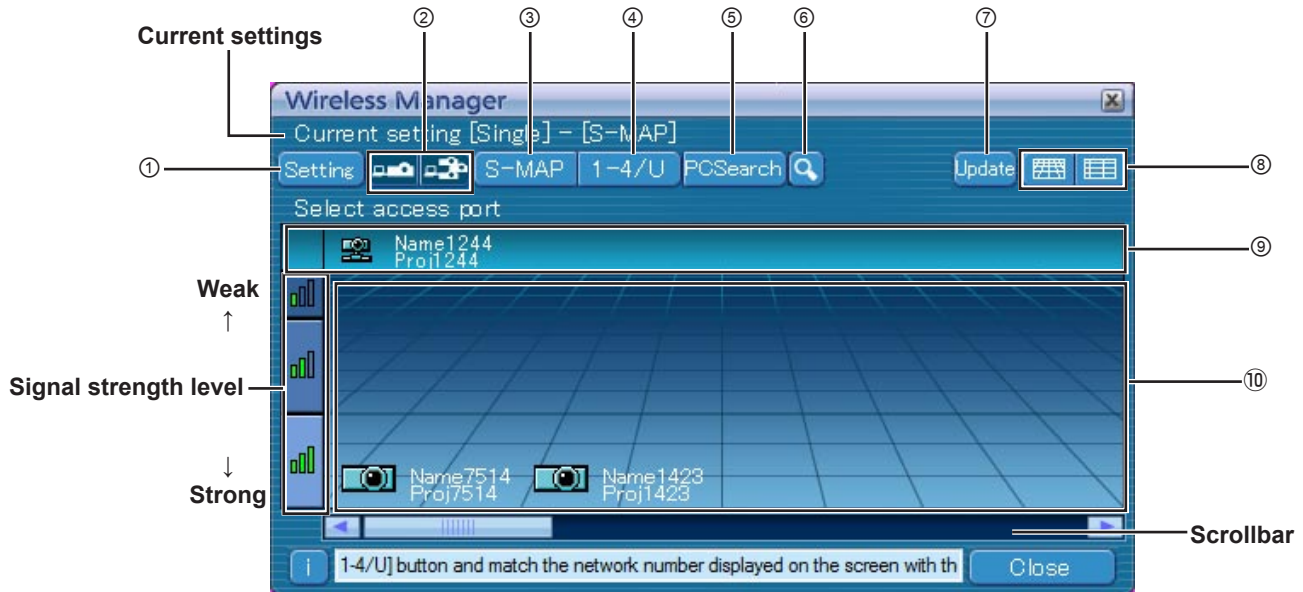 ② ③ ④ ⑤ ⑥ ⑦
Current settings
Wireless Manager
Current setting [Single] - [S-MAP]
① Setting S-MAP 1-4/U PCSearch Update ⑧
Select access port
Name1244
Proj1244
⑨
Weak
↑
Signal strength level
⑩
↓
Strong
Name7514
Proj7514
Name1423
Proj1423
Scrollbar
i 1-4/U] button and match the network number displayed on the screen with th Close